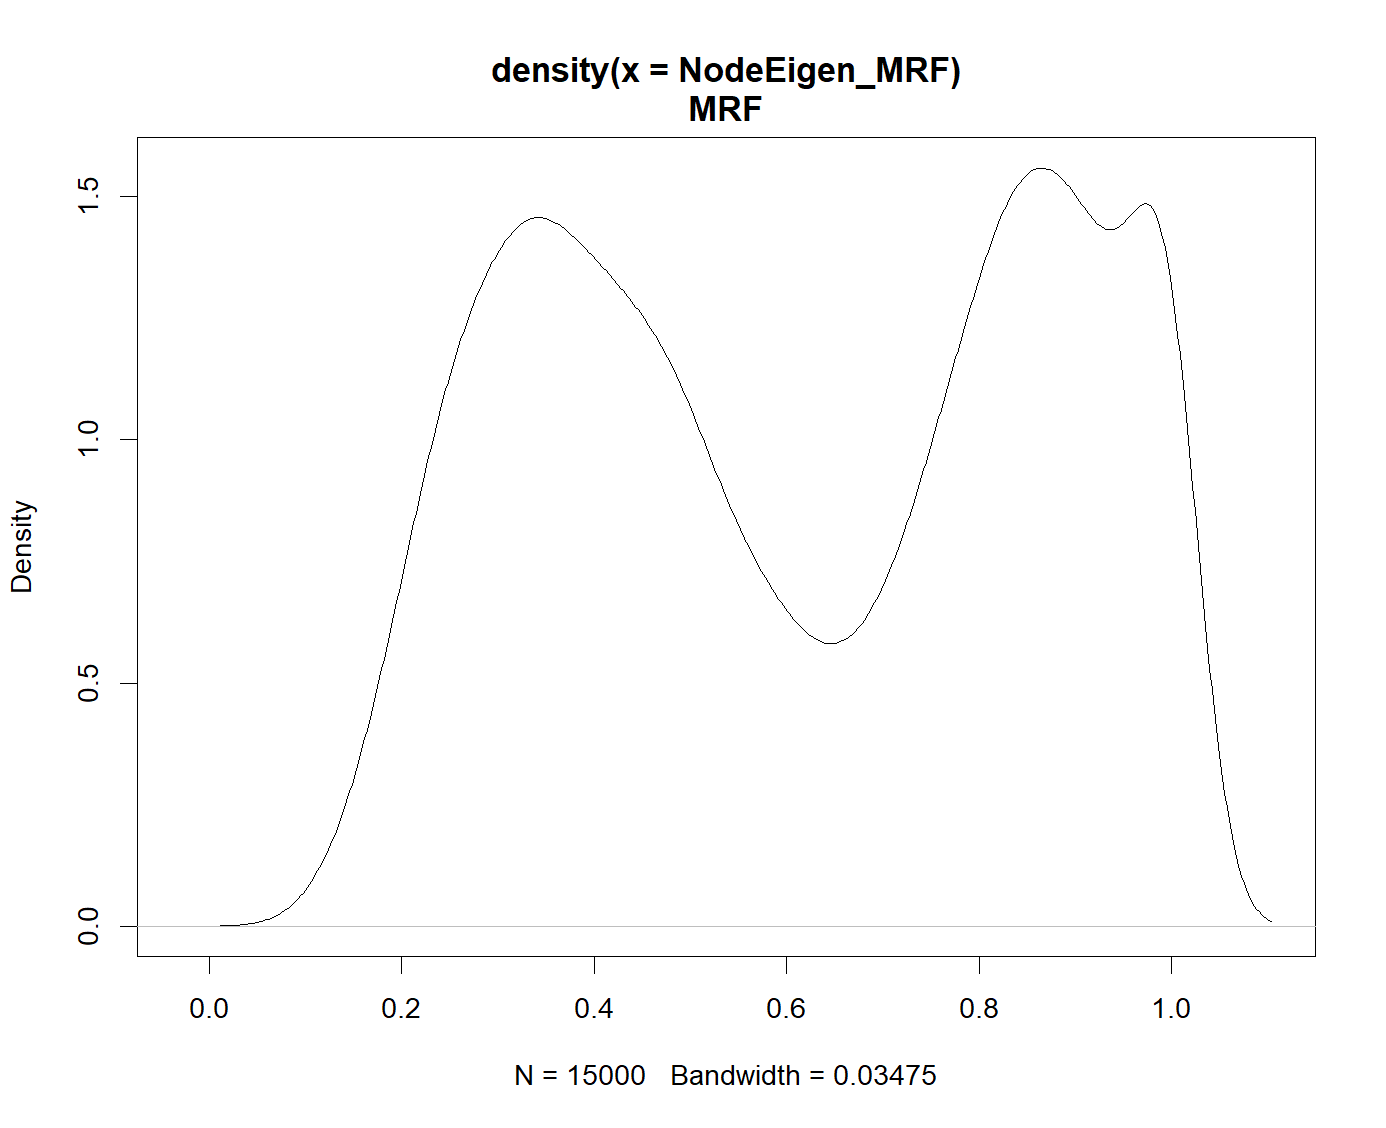 density(x = NodeEigen_MRF)
MRF
Density
1.5
1.0
0.5
0.0
0.0 0.2 0.4 0.6 0.8 1.0
N = 15000 Bandwidth = 0.03475